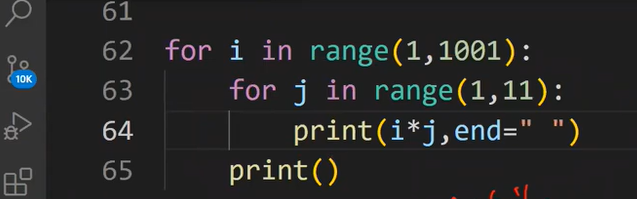 61
62 for i in range(1,1001):
10K
63 for j in range(1,11):
64 print(i*j,end=" ")
65 print()